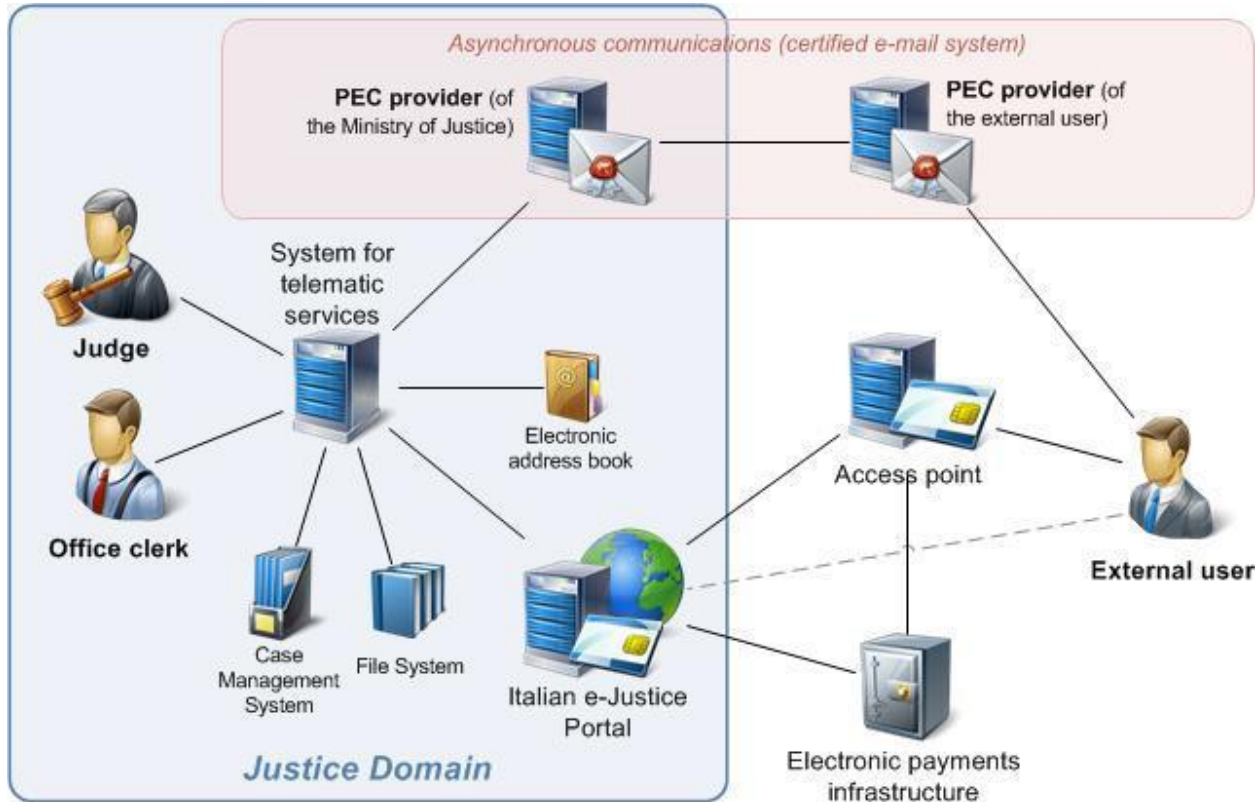 Asynchronous communications (certified e-mail system)
PEC provider (of
the Ministry of Justice)
PEC provider (of
the external user)
System for
telematic
services
Judge
Electronic
address book
Access point
Office clerk
External user
Case
Management
System
File System
Italian e-Justice
Portal
Electronic payments
infrastructure
Justice Domain